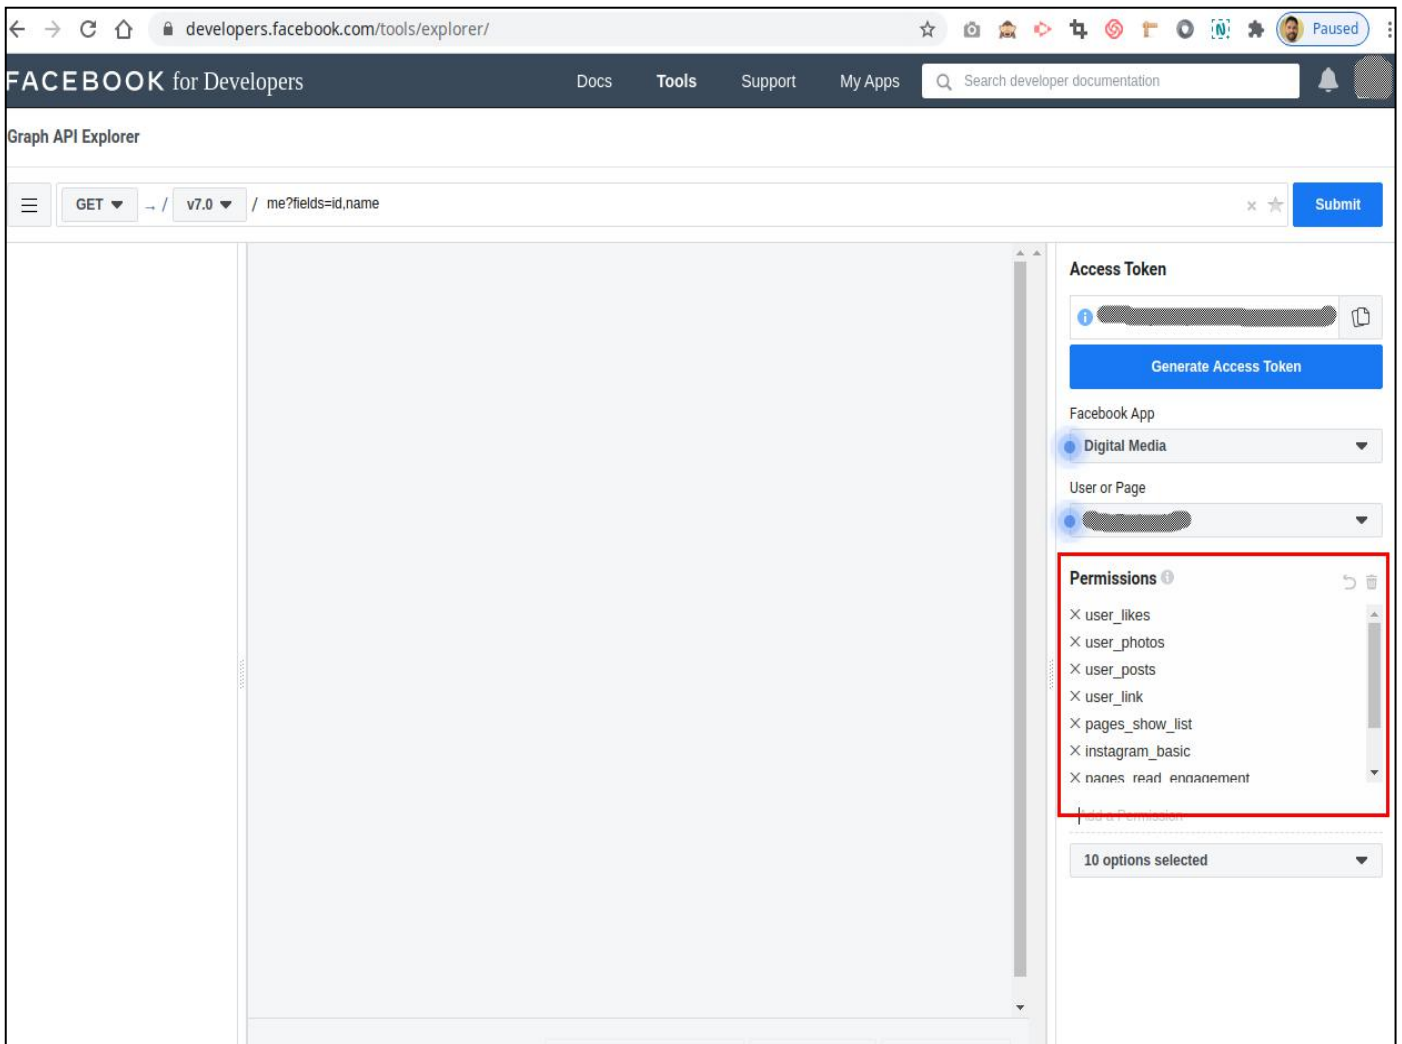 developers.facebook.com/tools/explorer/
Paused
FACEBOOK for Developers
Docs
Tools
Support
My Apps
Search developer documentation
Graph API Explorer
GET → / v7.0 / me?fields=id,name
Submit
Access Token
Generate Access Token
Facebook App
Digital Media
User or Page
Permissions
user_likes
user_photos
user_posts
user_link
pages_show_list
instagram_basic
pages_read_engagement
Add a Permission
10 options selected